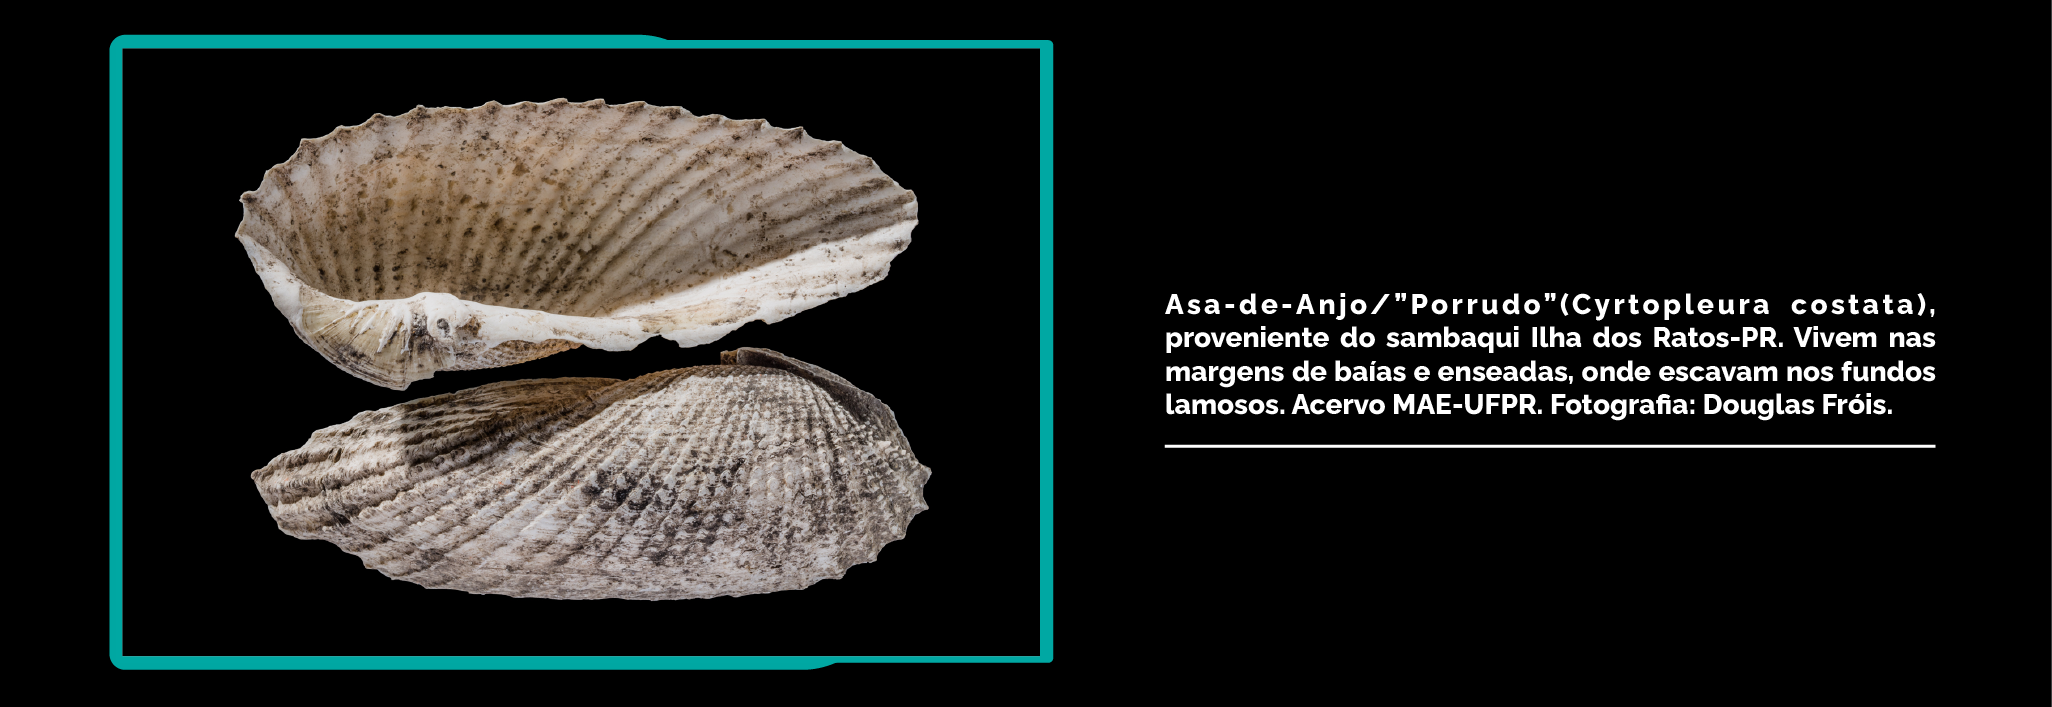 Asa-de-Anjo/”Porrudo”(Cyrtopleura costata),
proveniente do sambaqui Ilha dos Ratos-PR. Vivem nas
margens de baías e enseadas, onde escavam nos fundos
lamosos. Acervo MAE-UFPR. Fotografia: Douglas Fróis.